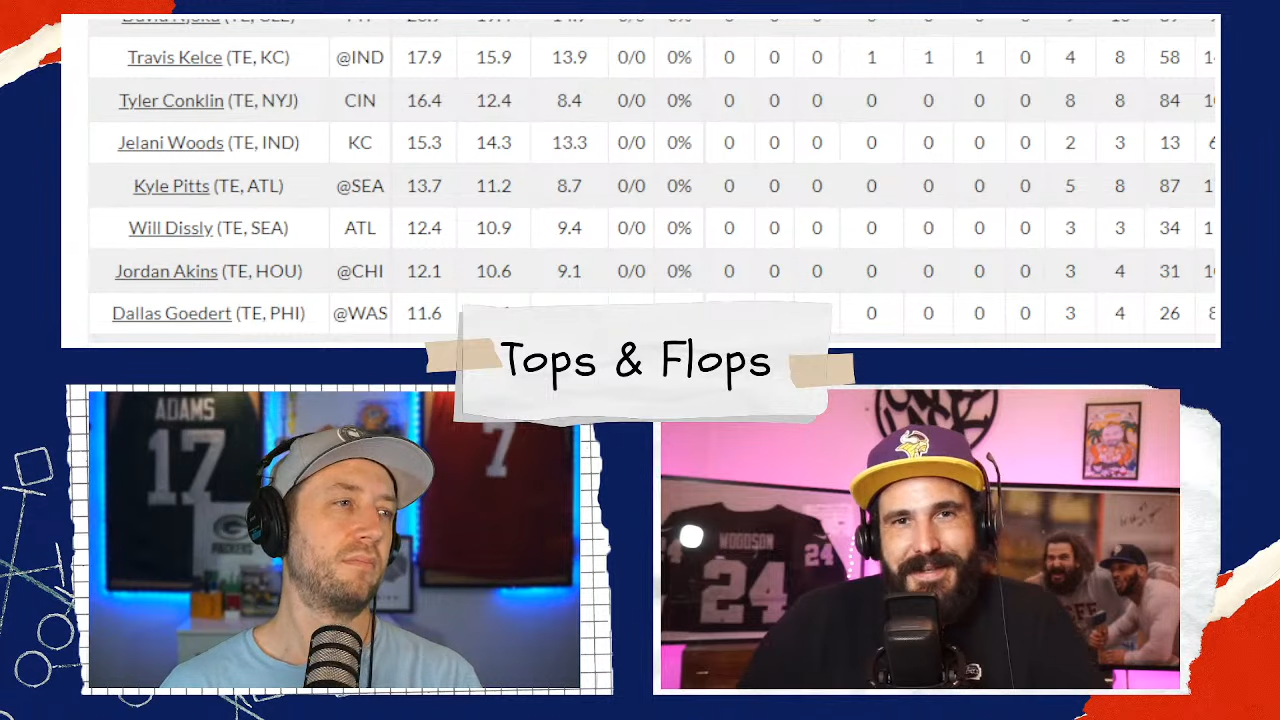 Travis Kelce (TE, KC) @IND 17.9 15.9 13.9 0/0 0% 0 0 0 1 1 1 0 4 8 58
Tyler Conklin (TE, NYJ) CIN 16.4 12.4 8.4 0/0 0% 0 0 0 0 0 0 0 8 8 84
Jelani Woods (TE, IND) KC 15.3 14.3 13.3 0/0 0% 0 0 0 0 0 0 0 2 3 13
Kyle Pitts (TE, ATL) @SEA 13.7 11.2 8.7 0/0 0% 0 0 0 0 0 0 0 5 8 87
Will Dissly (TE, SEA) ATL 12.4 10.9 9.4 0/0 0% 0 0 0 0 0 0 0 3 3 34
Jordan Akins (TE, HOU) @CHI 12.1 10.6 9.1 0/0 0% 0 0 0 0 0 0 0 3 4 31
Dallas Goedert (TE, PHI) @WAS 11.6 0 0 0 0 3 4 26
Tops & Flops
ADAMS
17
7
PACKERS
WOODSON
24
24